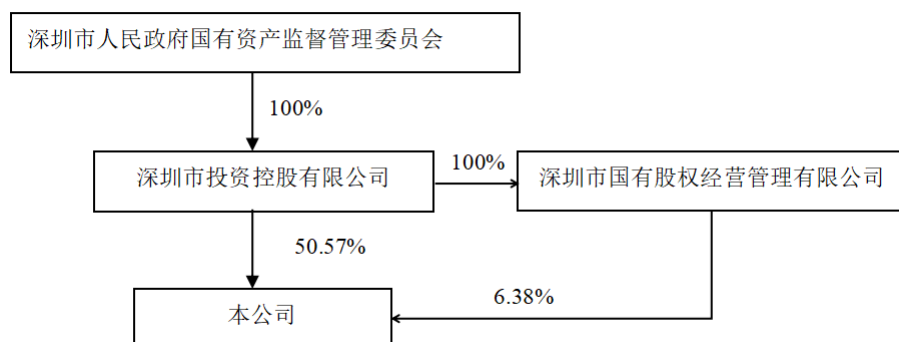 深圳市人民政府国有资产监督管理委员会
100%
深圳市投资控股有限公司
100%
深圳市国有股权经营管理有限公司
50.57%
6.38%
本公司